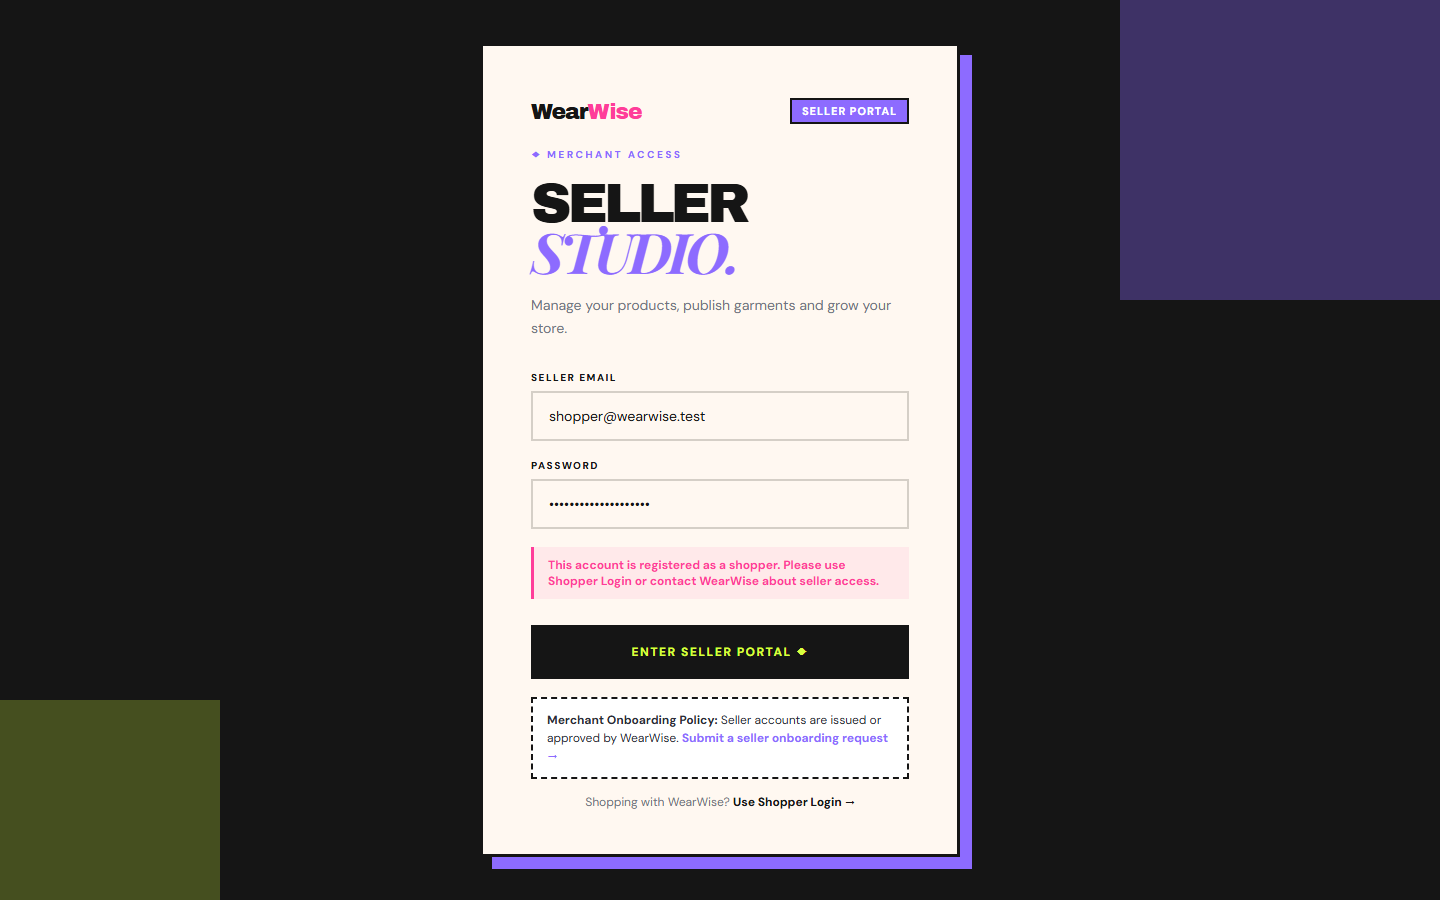 WearWise
SELLER PORTAL
◆ MERCHANT ACCESS
SELLER
STUDIO.
Manage your products, publish garments and grow your
store.
SELLER EMAIL
shopper@wearwise.test
PASSWORD
••••••••••••••••••••
This account is registered as a shopper. Please use
Shopper Login or contact WearWise about seller access.
ENTER SELLER PORTAL ◆
Merchant Onboarding Policy: Seller accounts are issued or
approved by WearWise. Submit a seller onboarding request
→
Shopping with WearWise? Use Shopper Login →